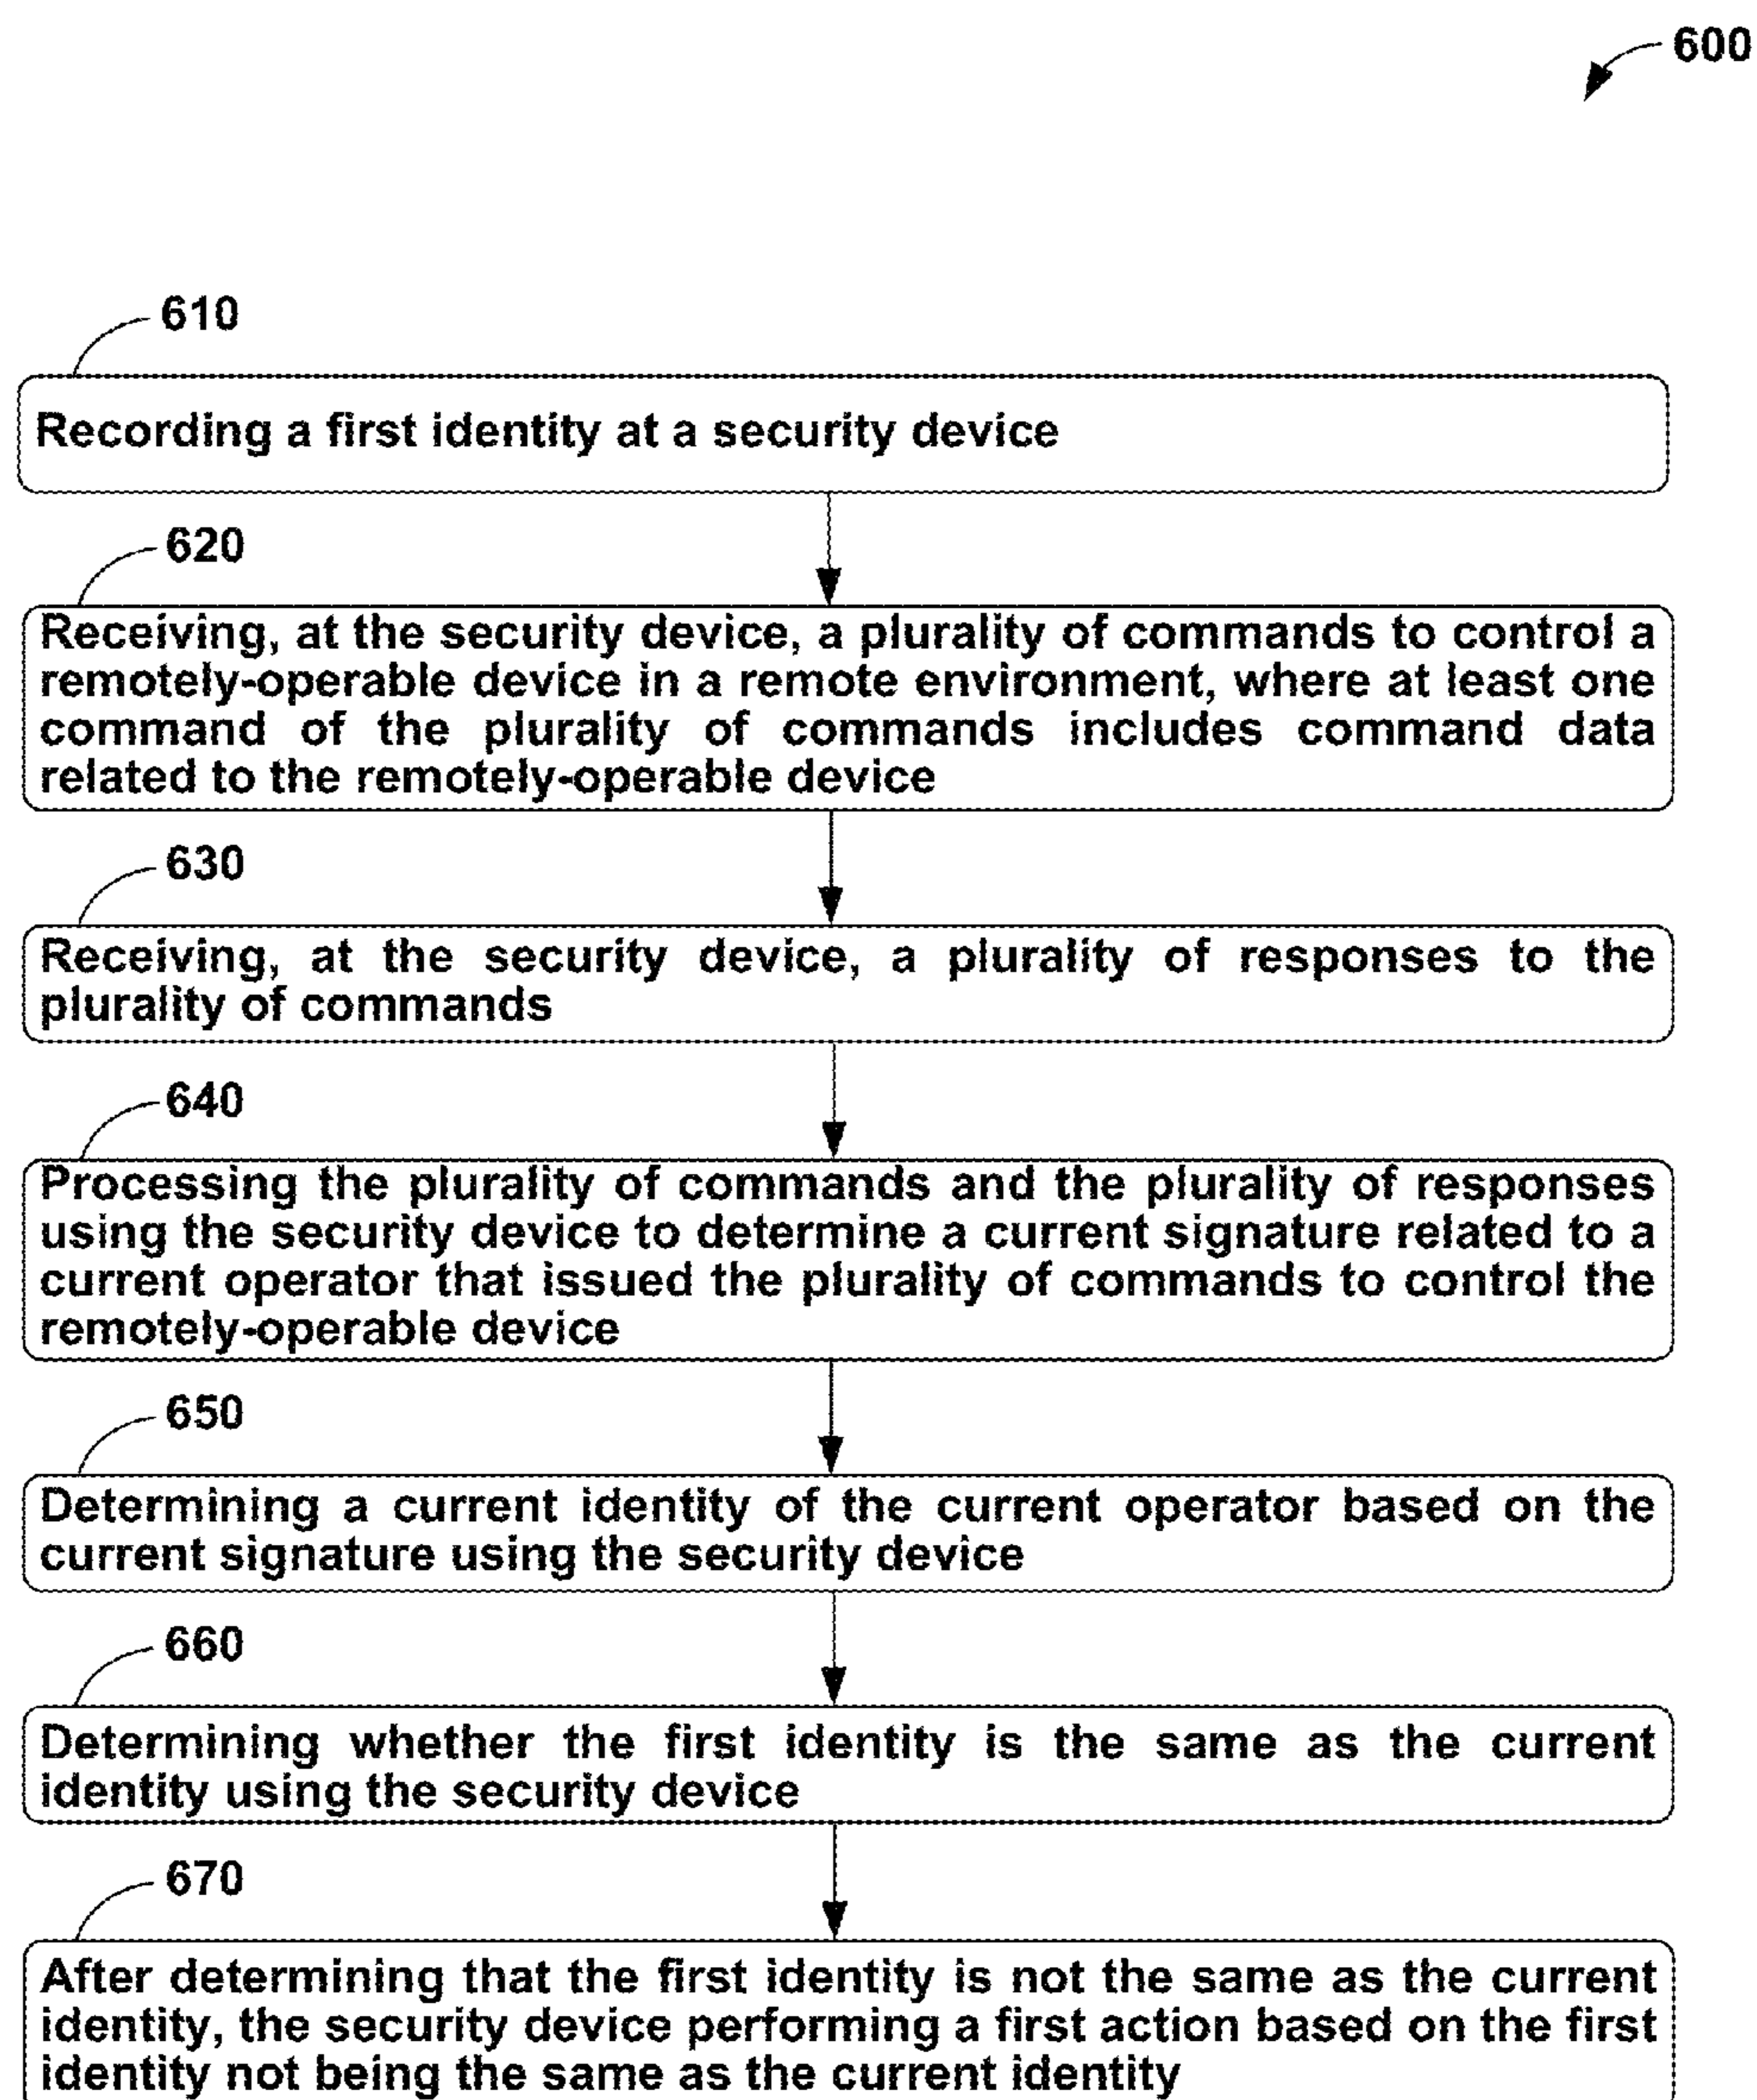 600
610
Recording a first identity at a security device
620
Receiving, at the security device, a plurality of commands to control a
remotely-operable device in a remote environment, where at least one
command of the plurality of commands includes command data
related to the remotely-operable device
630
Receiving, at the security device, a plurality of responses to the
plurality of commands
640
Processing the plurality of commands and the plurality of responses
using the security device to determine a current signature related to a
current operator that issued the plurality of commands to control the
remotely-operable device
650
Determining a current identity of the current operator based on the
current signature using the security device
660
Determining whether the first identity is the same as the current
identity using the security device
670
After determining that the first identity is not the same as the current
identity, the security device performing a first action based on the first
identity not being the same as the current identity